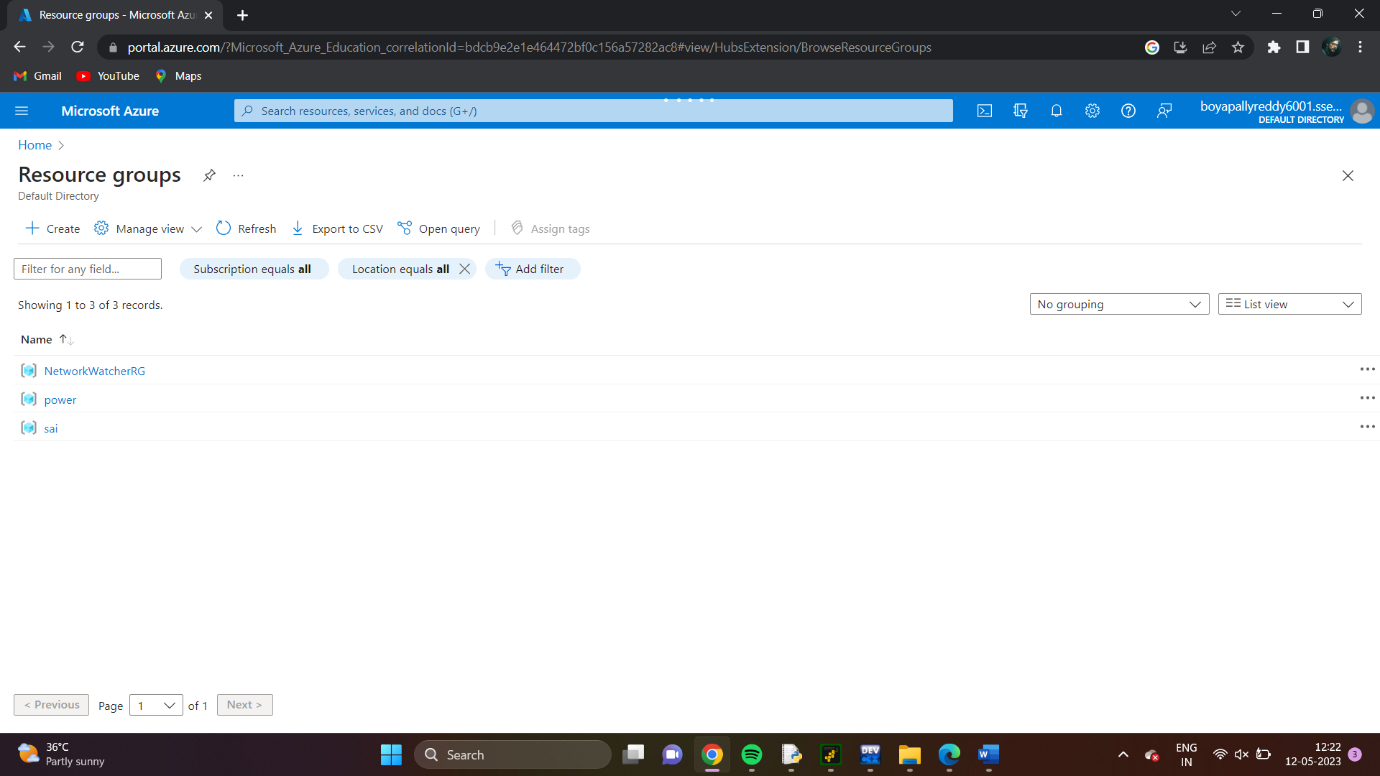 Resource groups - Microsoft Azu
portal.azure.com/?Microsoft_Azure_Education_correlationId=bdcb9e2e1e464472bf0c156a57282ac8#view/HubsExtension/BrowseResourceGroups
Gmail YouTube Maps
Microsoft Azure Search resources, services, and docs (G+/) boyapallyreddy6001.sse...
DEFAULT DIRECTORY
Home >
Resource groups ...
Default Directory
Create Manage view Refresh Export to CSV Open query Assign tags
Filter for any field... Subscription equals all Location equals all Add filter
Showing 1 to 3 of 3 records. No grouping List view
Name
NetworkWatcherRG
power
sai
< Previous Page 1 of 1 Next >
36°C
Partly sunny
Search
DEV
W
ENG
IN
12:22
12-05-2023
3